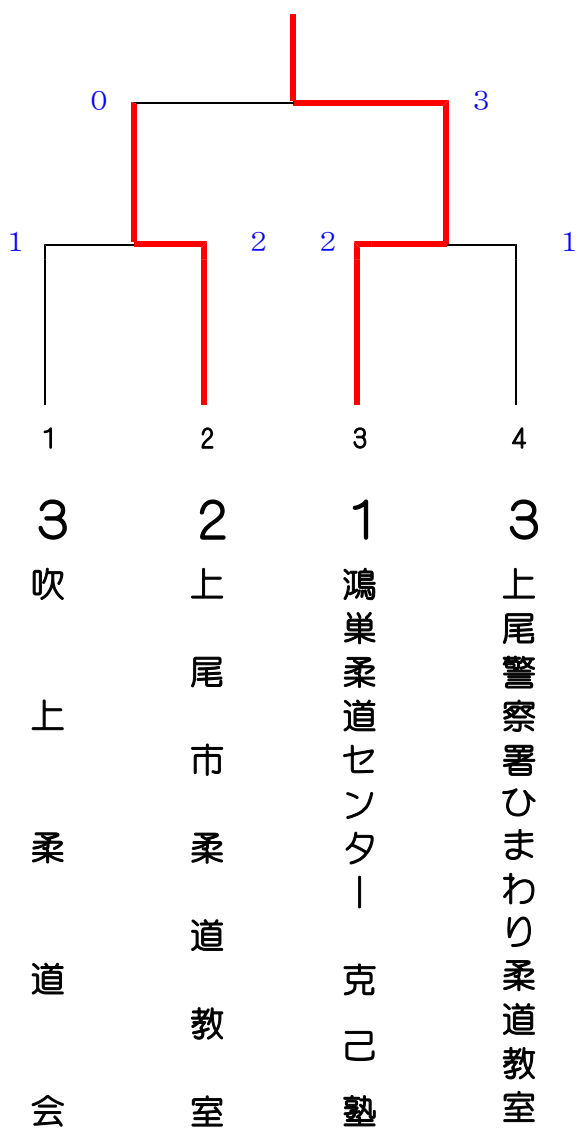 0 3
1 2 2 1
1 2 3 4
3 2 1 3
吹上柔道会
上尾市柔道教室
鴻巣柔道センター 克己塾
上尾警察署ひまわり柔道教室